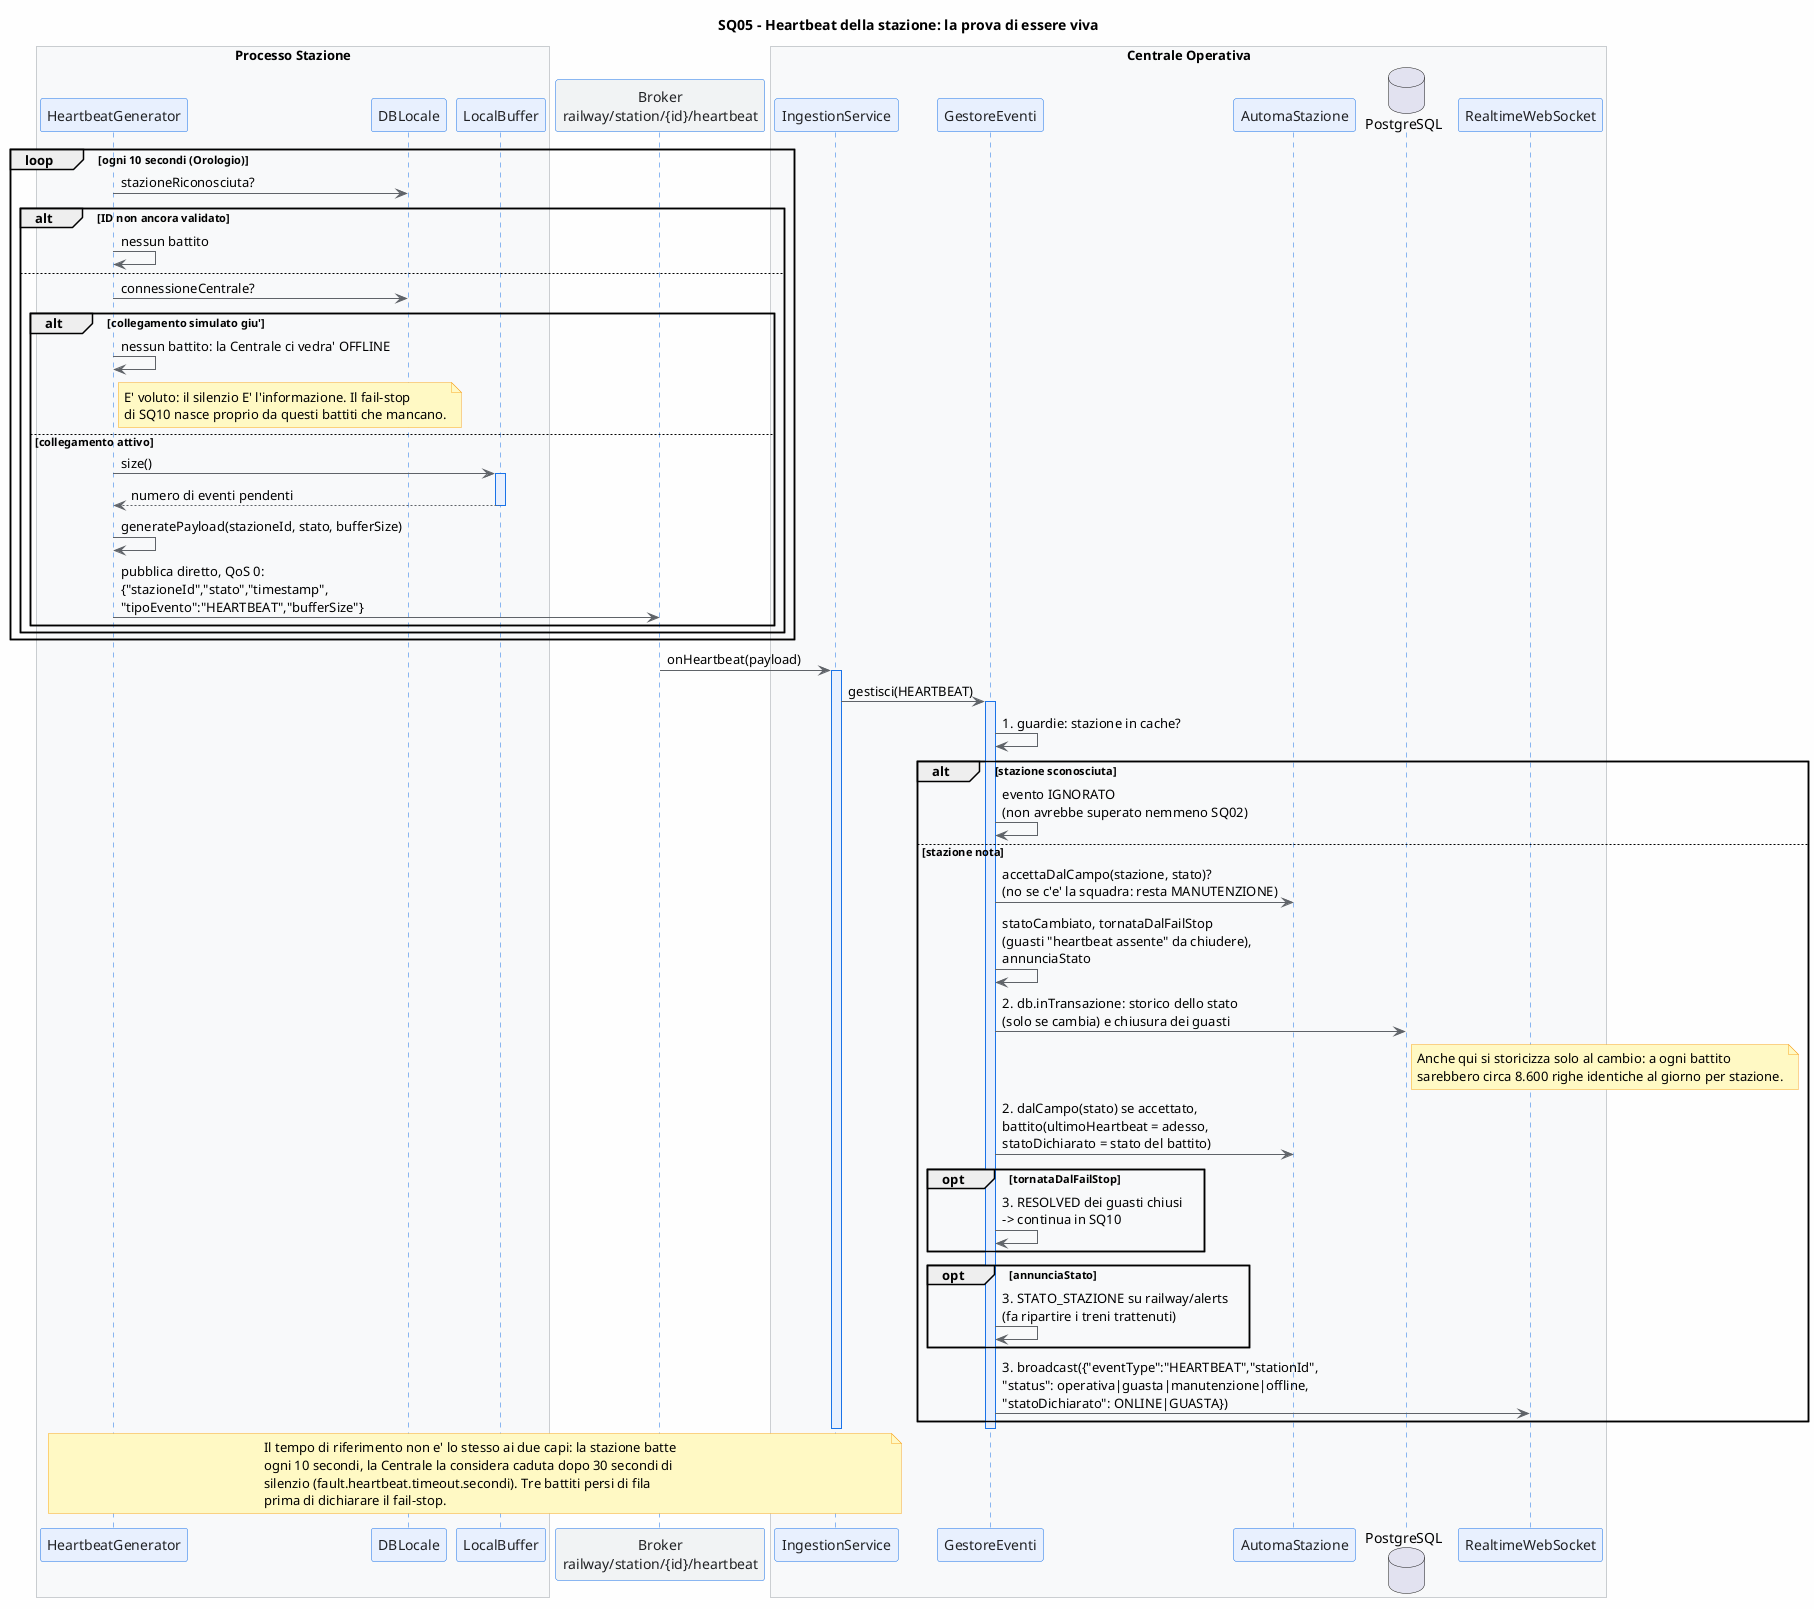 SQ05 - Heartbeat della stazione: la prova di essere viva
Processo Stazione
Centrale Operativa
HeartbeatGenerator
DBLocale
LocalBuffer
Broker
railway/station/{id}/heartbeat
IngestionService
GestoreEventi
AutomaStazione
PostgreSQL
RealtimeWebSocket
loop
[ogni 10 secondi (Orologio)]
stazioneRiconosciuta?
alt
[ID non ancora validato]
nessun battito
connessioneCentrale?
alt
[collegamento simulato giu']
nessun battito: la Centrale ci vedra' OFFLINE
E' voluto: il silenzio E' l'informazione. Il fail-stop
di SQ10 nasce proprio da questi battiti che mancano.
[collegamento attivo]
size()
numero di eventi pendenti
generatePayload(stazioneId, stato, bufferSize)
pubblica diretto, QoS 0:
{"stazioneId","stato","timestamp",
"tipoEvento":"HEARTBEAT","bufferSize"}
onHeartbeat(payload)
gestisci(HEARTBEAT)
1. guardie: stazione in cache?
alt
[stazione sconosciuta]
evento IGNORATO
(non avrebbe superato nemmeno SQ02)
[stazione nota]
accettaDalCampo(stazione, stato)?
(no se c'e' la squadra: resta MANUTENZIONE)
statoCambiato, tornataDalFailStop
(guasti "heartbeat assente" da chiudere),
annunciaStato
2. db.inTransazione: storico dello stato
(solo se cambia) e chiusura dei guasti
Anche qui si storicizza solo al cambio: a ogni battito
sarebbero circa 8.600 righe identiche al giorno per stazione.
2. dalCampo(stato) se accettato,
battito(ultimoHeartbeat = adesso,
statoDichiarato = stato del battito)
opt
[tornataDalFailStop]
3. RESOLVED dei guasti chiusi
-> continua in SQ10
opt
[annunciaStato]
3. STATO_STAZIONE su railway/alerts
(fa ripartire i treni trattenuti)
3. broadcast({"eventType":"HEARTBEAT","stationId",
"status": operativa|guasta|manutenzione|offline,
"statoDichiarato": ONLINE|GUASTA})
Il tempo di riferimento non e' lo stesso ai due capi: la stazione batte
ogni 10 secondi, la Centrale la considera caduta dopo 30 secondi di
silenzio (fault.heartbeat.timeout.secondi). Tre battiti persi di fila
prima di dichiarare il fail-stop.
HeartbeatGenerator
DBLocale
LocalBuffer
Broker
railway/station/{id}/heartbeat
IngestionService
GestoreEventi
AutomaStazione
PostgreSQL
RealtimeWebSocket